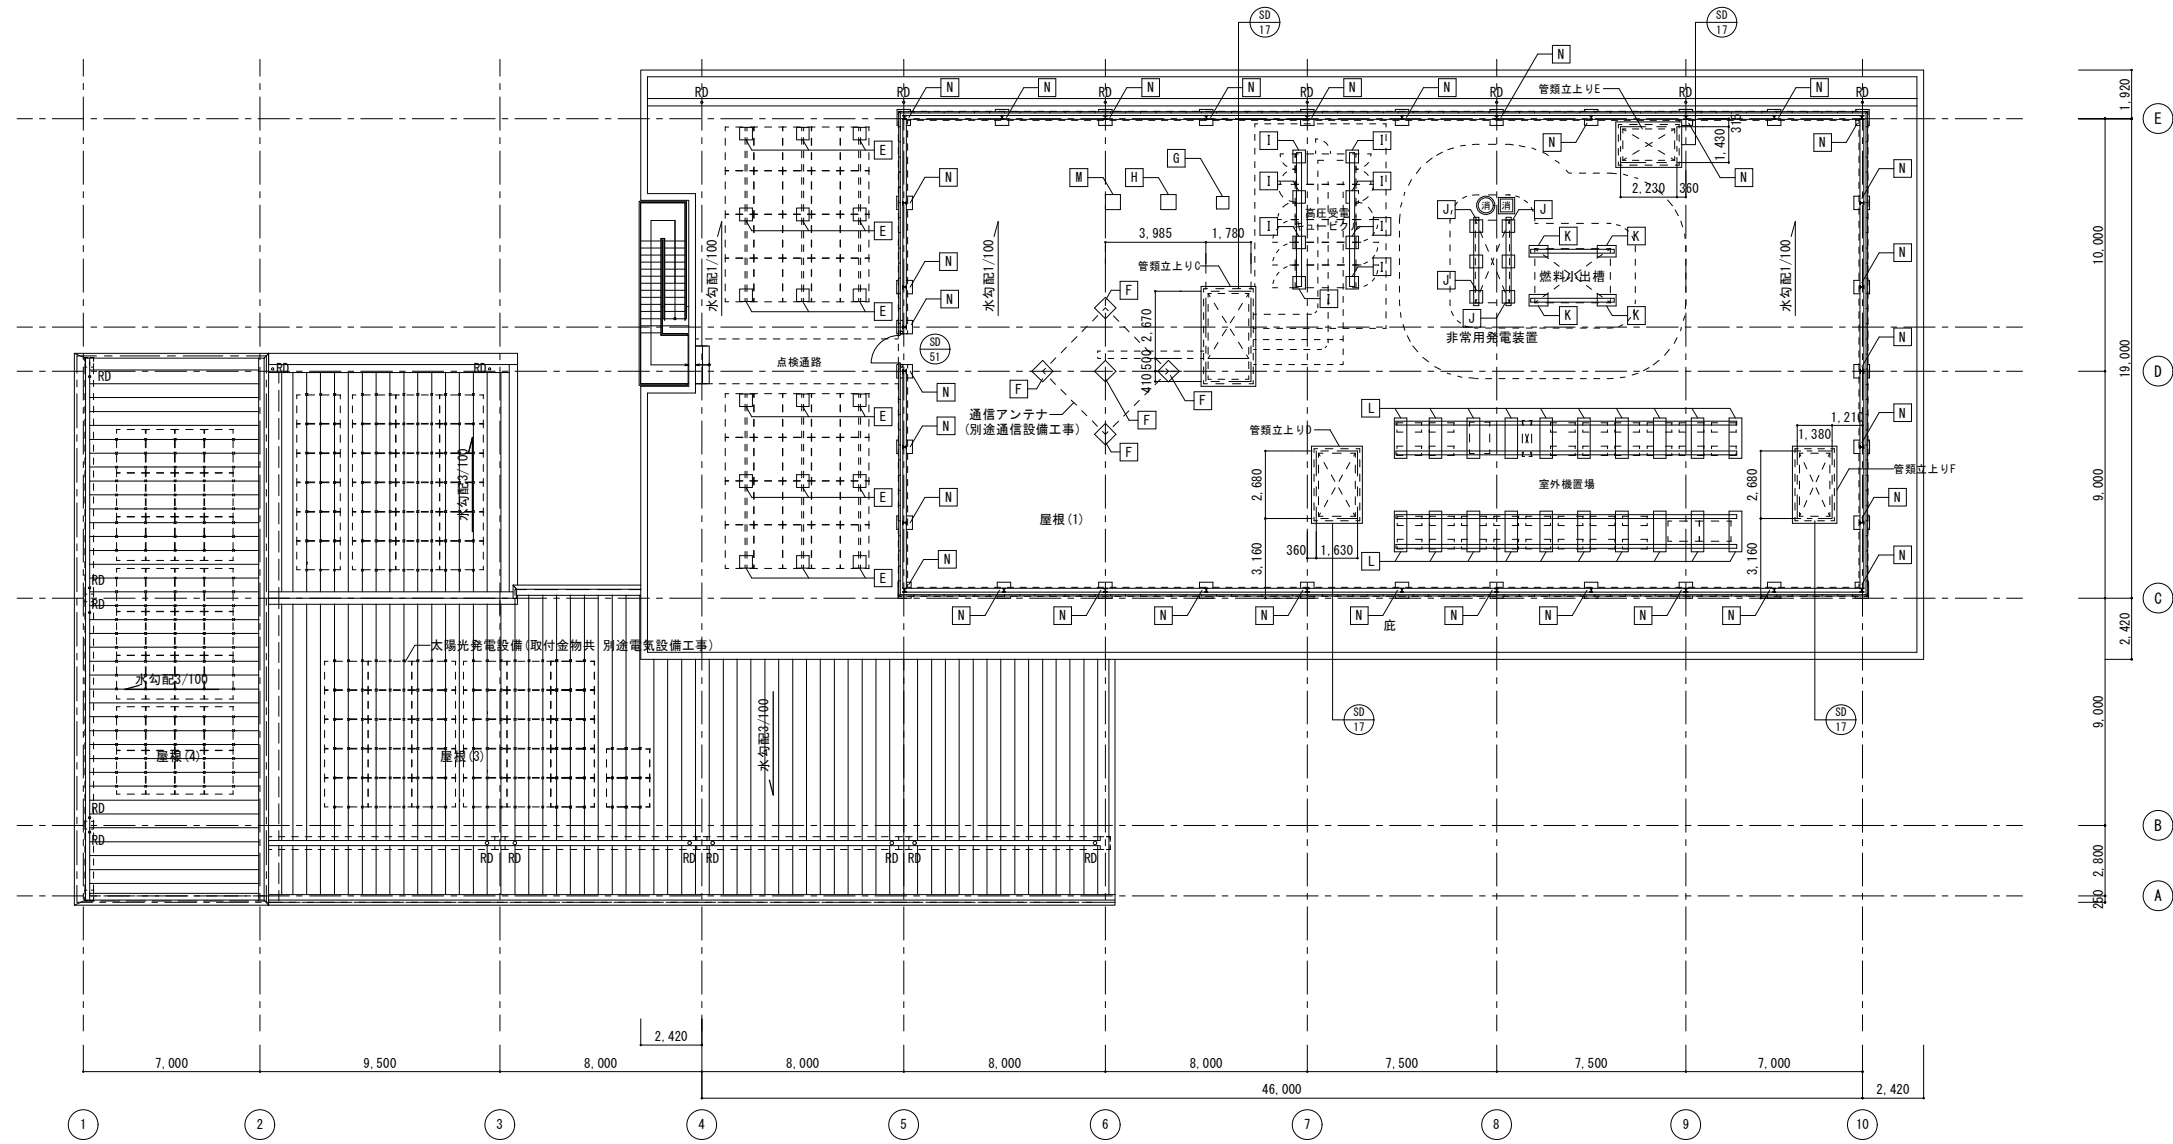 SD
17
SD
17
N
N N N N N N N
RD RD RD RD RD RD RD
管類立上りE
1,920
E
315
1,430
2,230 360
E
N
N
N
I I
G
M H
I I
N
N
J J
消 消
高圧受電
キュービクル
E
I I
K K
3,985 1,780
水勾配1/100
水勾配1/100
水勾配1/100
10,000
N
N
管類立上りC
J
燃料小出槽
E
N
F
I
I
J
K K
非常用発電装置
2,670
500
410
SD
51
点検通路
N
19,000
D
RD
RD
RD
N
F
F
F
F
通信アンテナ
(別途通信設備工事)
E
N
L
1,210
1,380
N
管類立上りD
管類立上りF
水勾配3/100
2,680
2,680
室外機置場
E
N
N
屋根(1)
9,000
360 1,630
3,160
3,160
L
N
N
E
RD
RD
C
N N N N N N N N N
庇
2,420
太陽光発電設備(取付金物共 別途電気設備工事)
水勾配3/100
水勾配3/100
屋根(4)
屋根(3)
SD
17
SD
17
9,000
RD
RD
B
RD RD RD RD RD RD RD
2,800
250
A
2,420
7,000 9,500 8,000 8,000 8,000 8,000 7,500 7,500 7,000
46,000 2,420
1 2 3 4 5 6 7 8 9 10